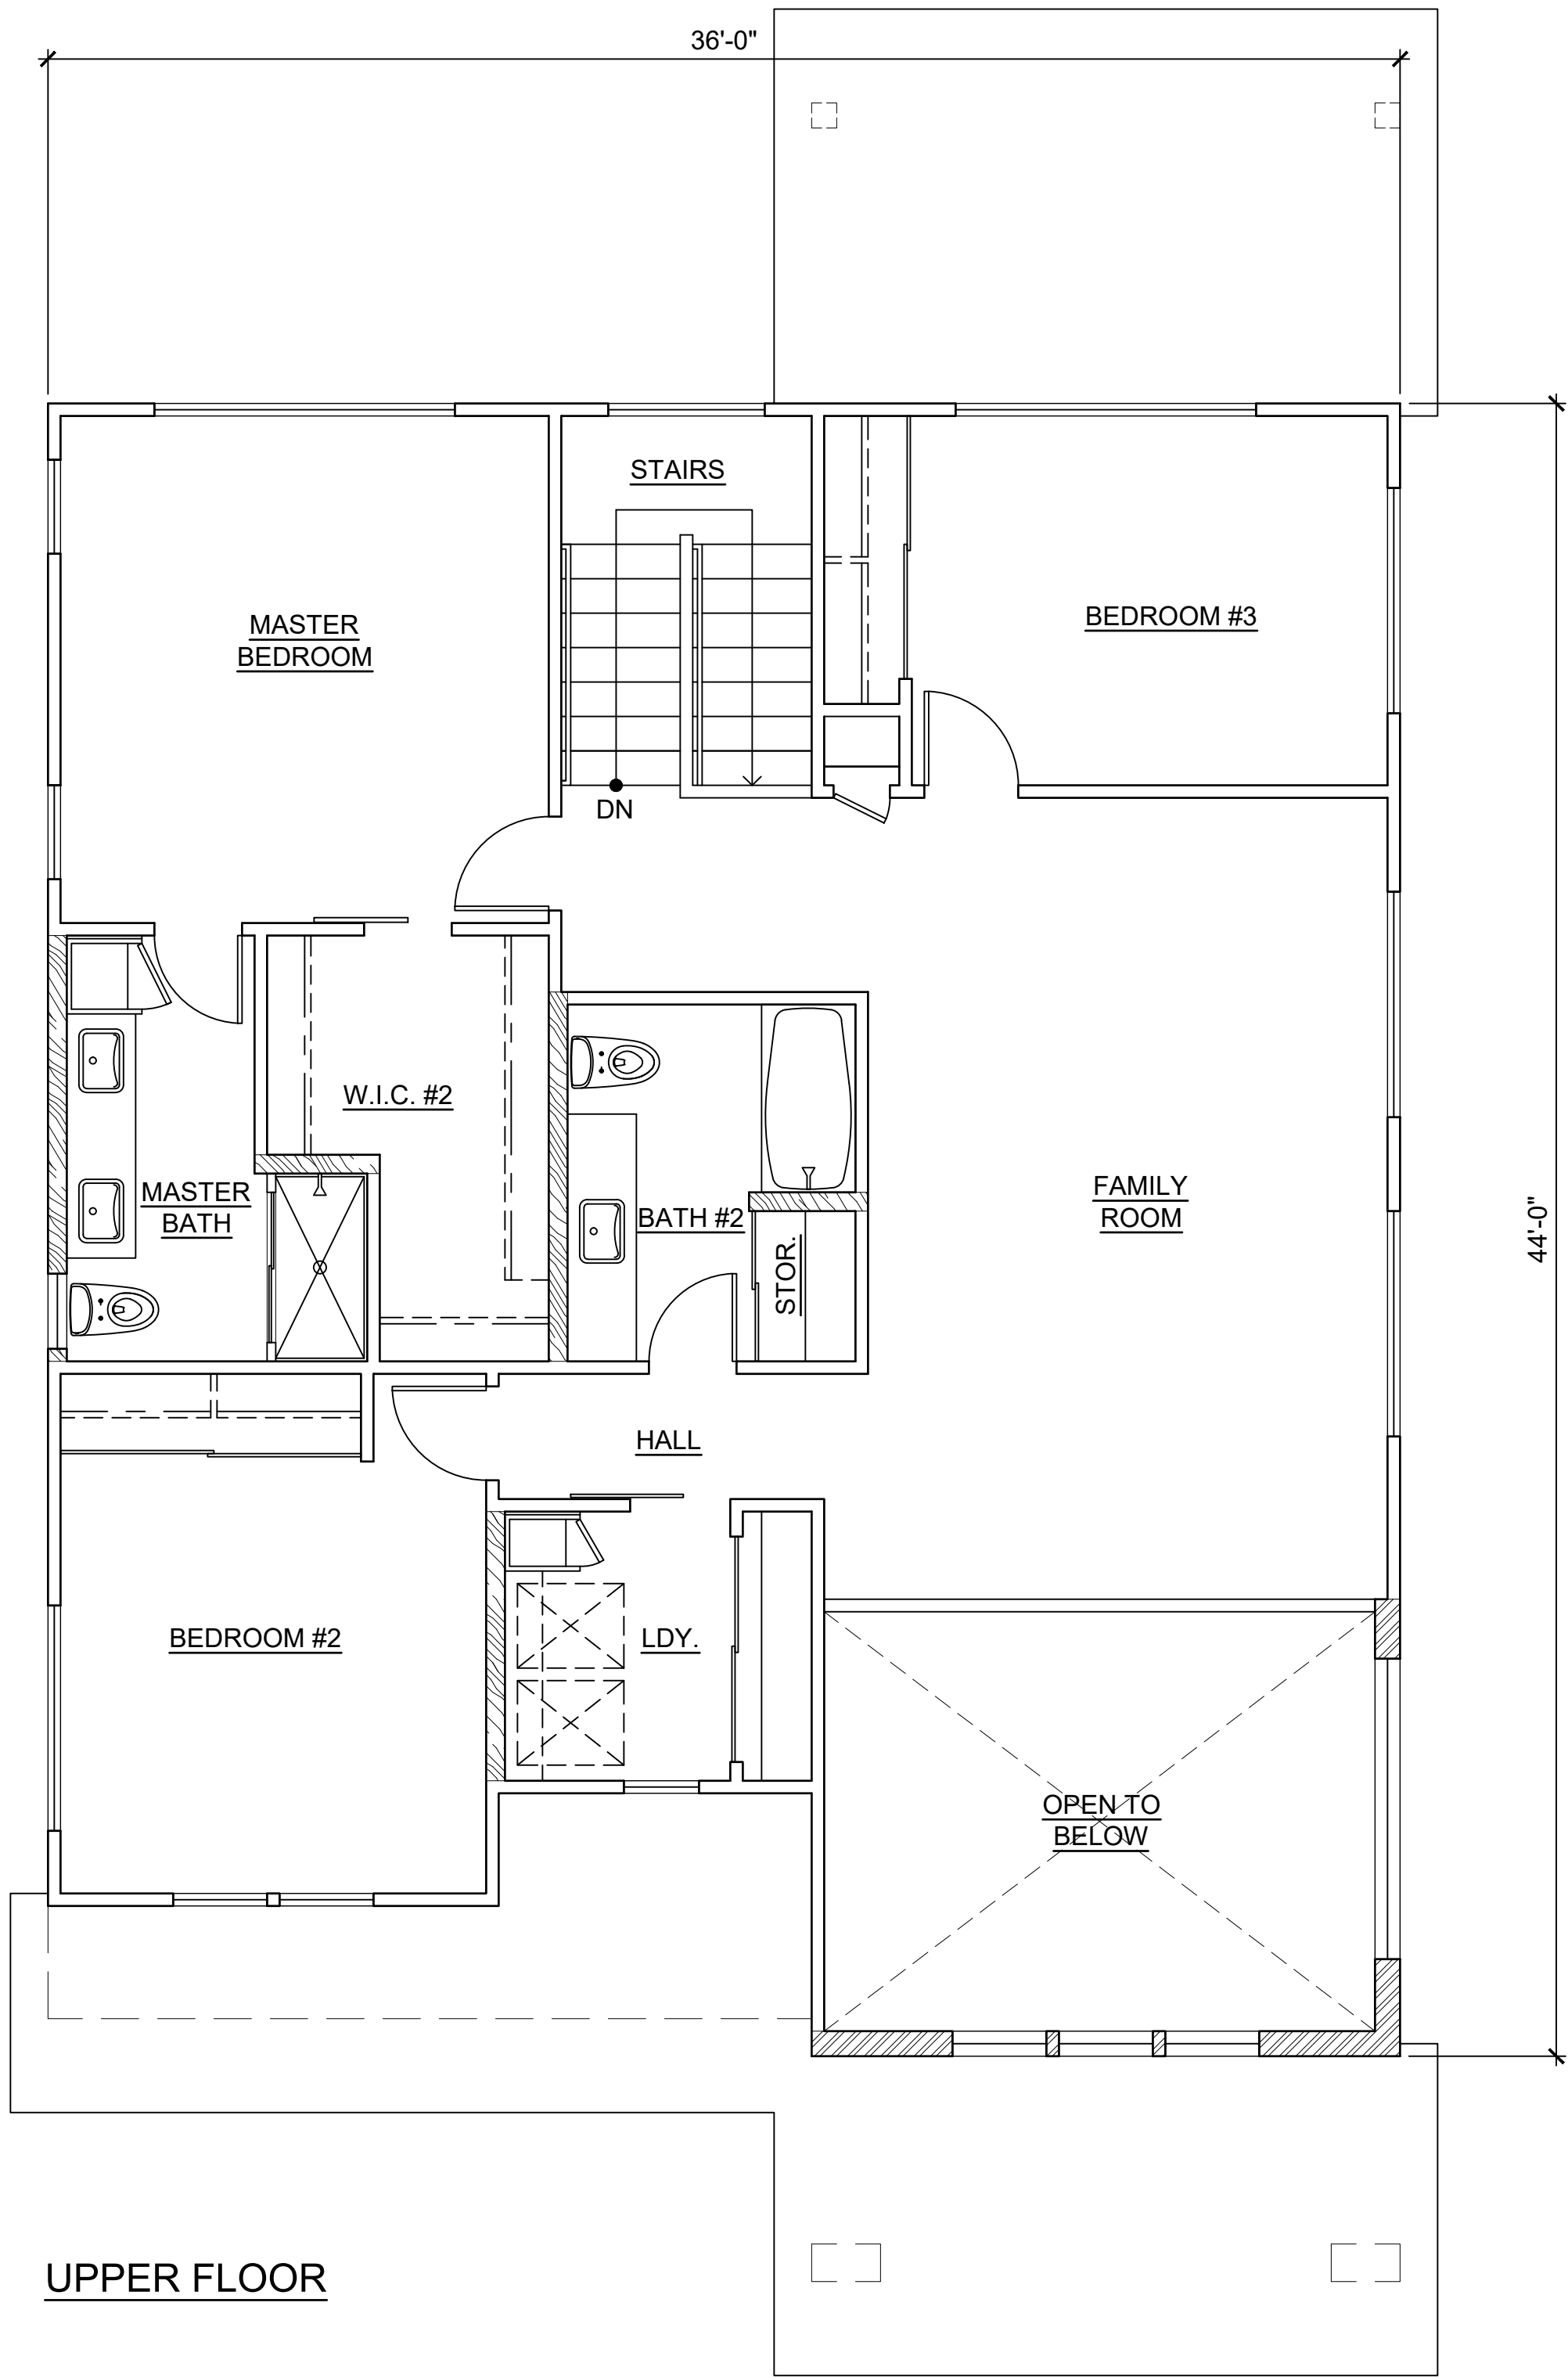 36'-0"
STAIRS
MASTER
BEDROOM
BEDROOM #3
DN
W.I.C. #2
MASTER
BATH
BATH #2
STOR.
FAMILY
ROOM
44'-0"
HALL
BEDROOM #2
LDY.
OPEN TO
BELOW
UPPER FLOOR